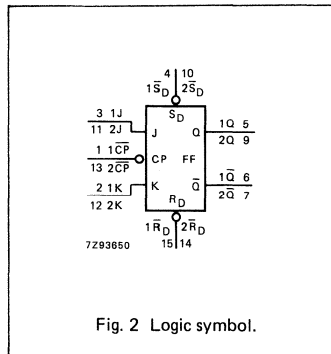 4 10
1S̅D 2S̅D
SD
3 1J
11 2J
J Q
1Q 5
2Q 9
1 1C̅P̅
13 2C̅P̅
CP FF
2 1K
12 2K
K Q̅
1Q̅ 6
2Q̅ 7
RD
1R̅D 2R̅D
15 14
7Z93650
Fig. 2 Logic symbol.